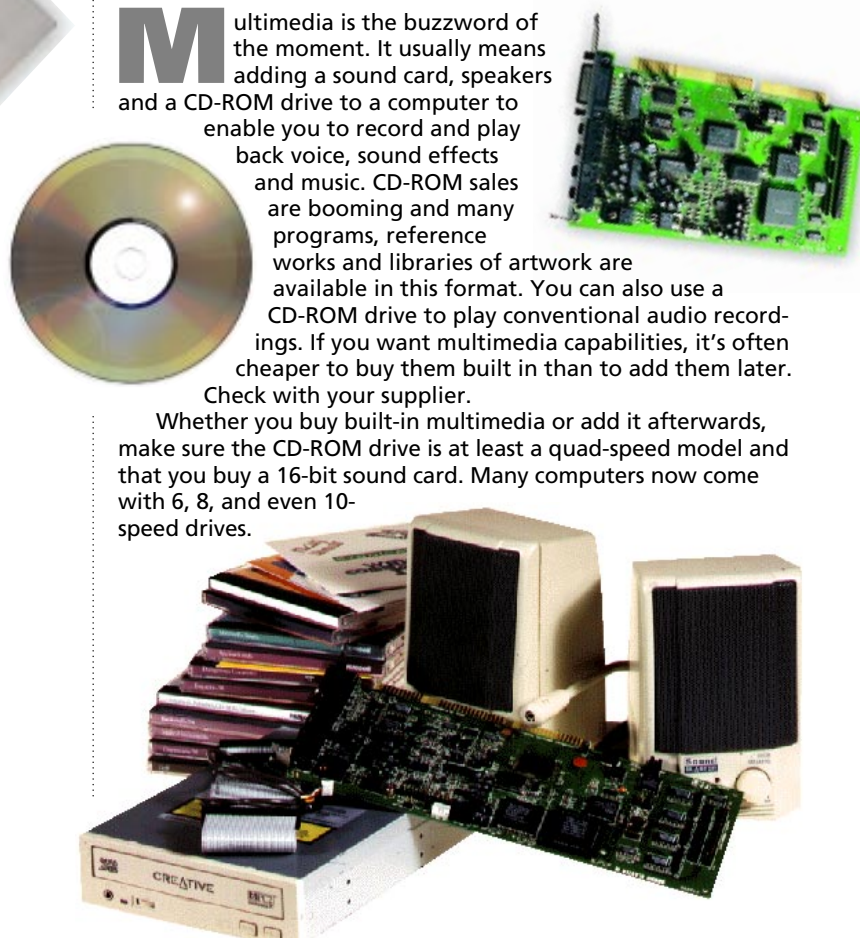 Multimedia is the buzzword of
the moment. It usually means
adding a sound card, speakers
and a CD-ROM drive to a computer to
enable you to record and play
back voice, sound effects
and music. CD-ROM sales
are booming and many
programs, reference
works and libraries of artwork are
available in this format. You can also use a
CD-ROM drive to play conventional audio record-
ings. If you want multimedia capabilities, it's often
cheaper to buy them built in than to add them later.
Check with your supplier.
Whether you buy built-in multimedia or add it afterwards,
make sure the CD-ROM drive is at least a quad-speed model and
that you buy a 16-bit sound card. Many computers now come
with 6, 8, and even 10-
speed drives.
Sound
BLASTER
CREATIVE